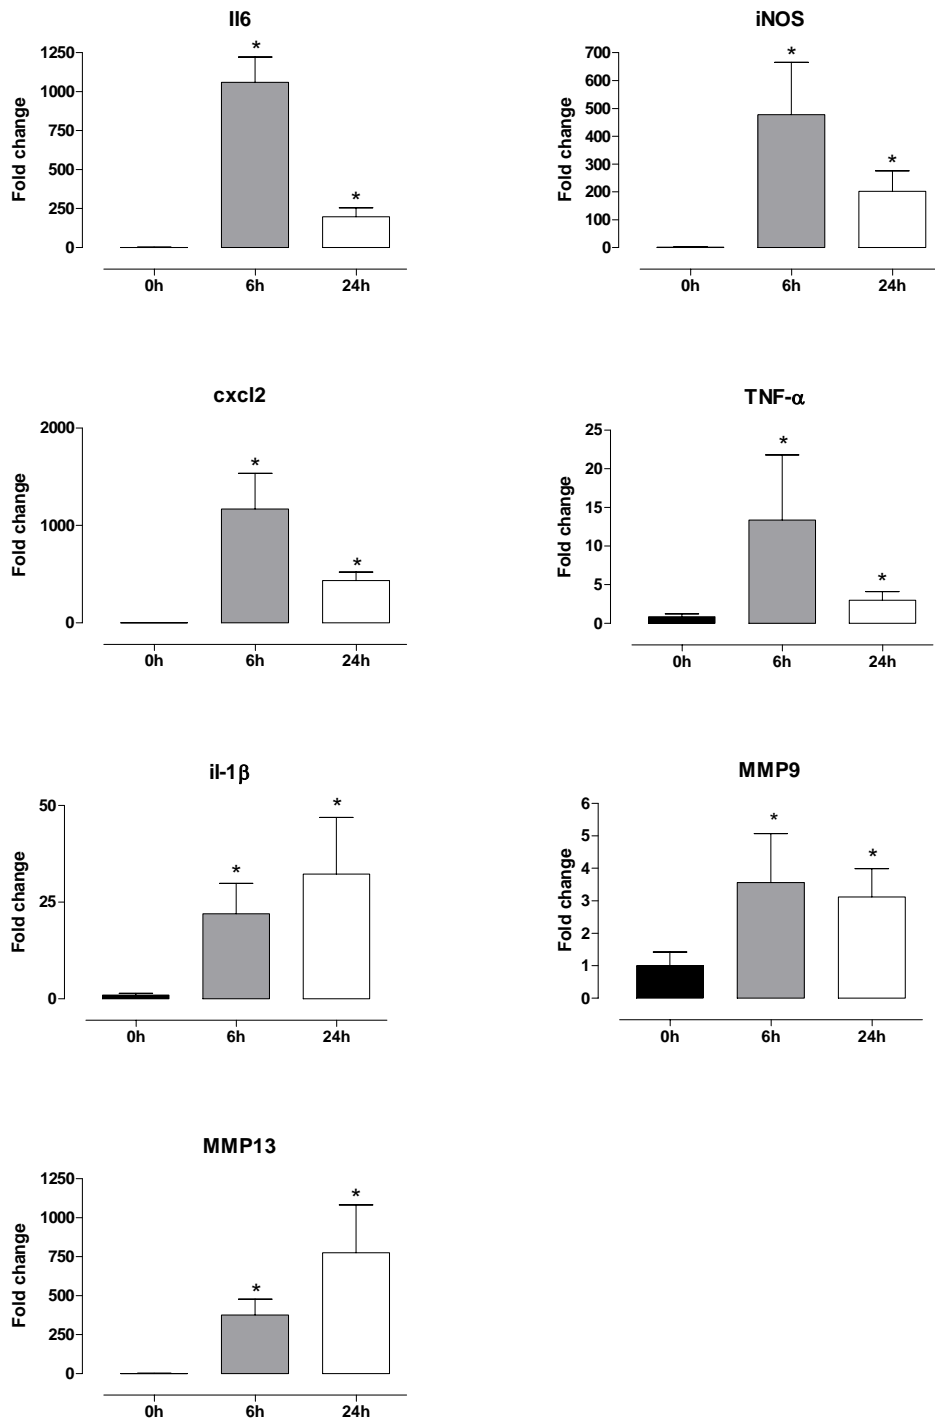 Il6
*
1250
1000
750
500
250
0
Fold change
*
0h 6h 24h
iNOS
*
700
600
500
400
300
200
100
0
Fold change
*
0h 6h 24h
cxcl2
2000
1000
0
Fold change
*
*
0h 6h 24h
TNF-α
25
20
15
10
5
0
Fold change
*
*
0h 6h 24h
il-1β
50
25
0
Fold change
*
*
0h 6h 24h
MMP9
6
5
4
3
2
1
0
Fold change
*
*
0h 6h 24h
MMP13
1250
1000
750
500
250
0
Fold change
*
*
0h 6h 24h